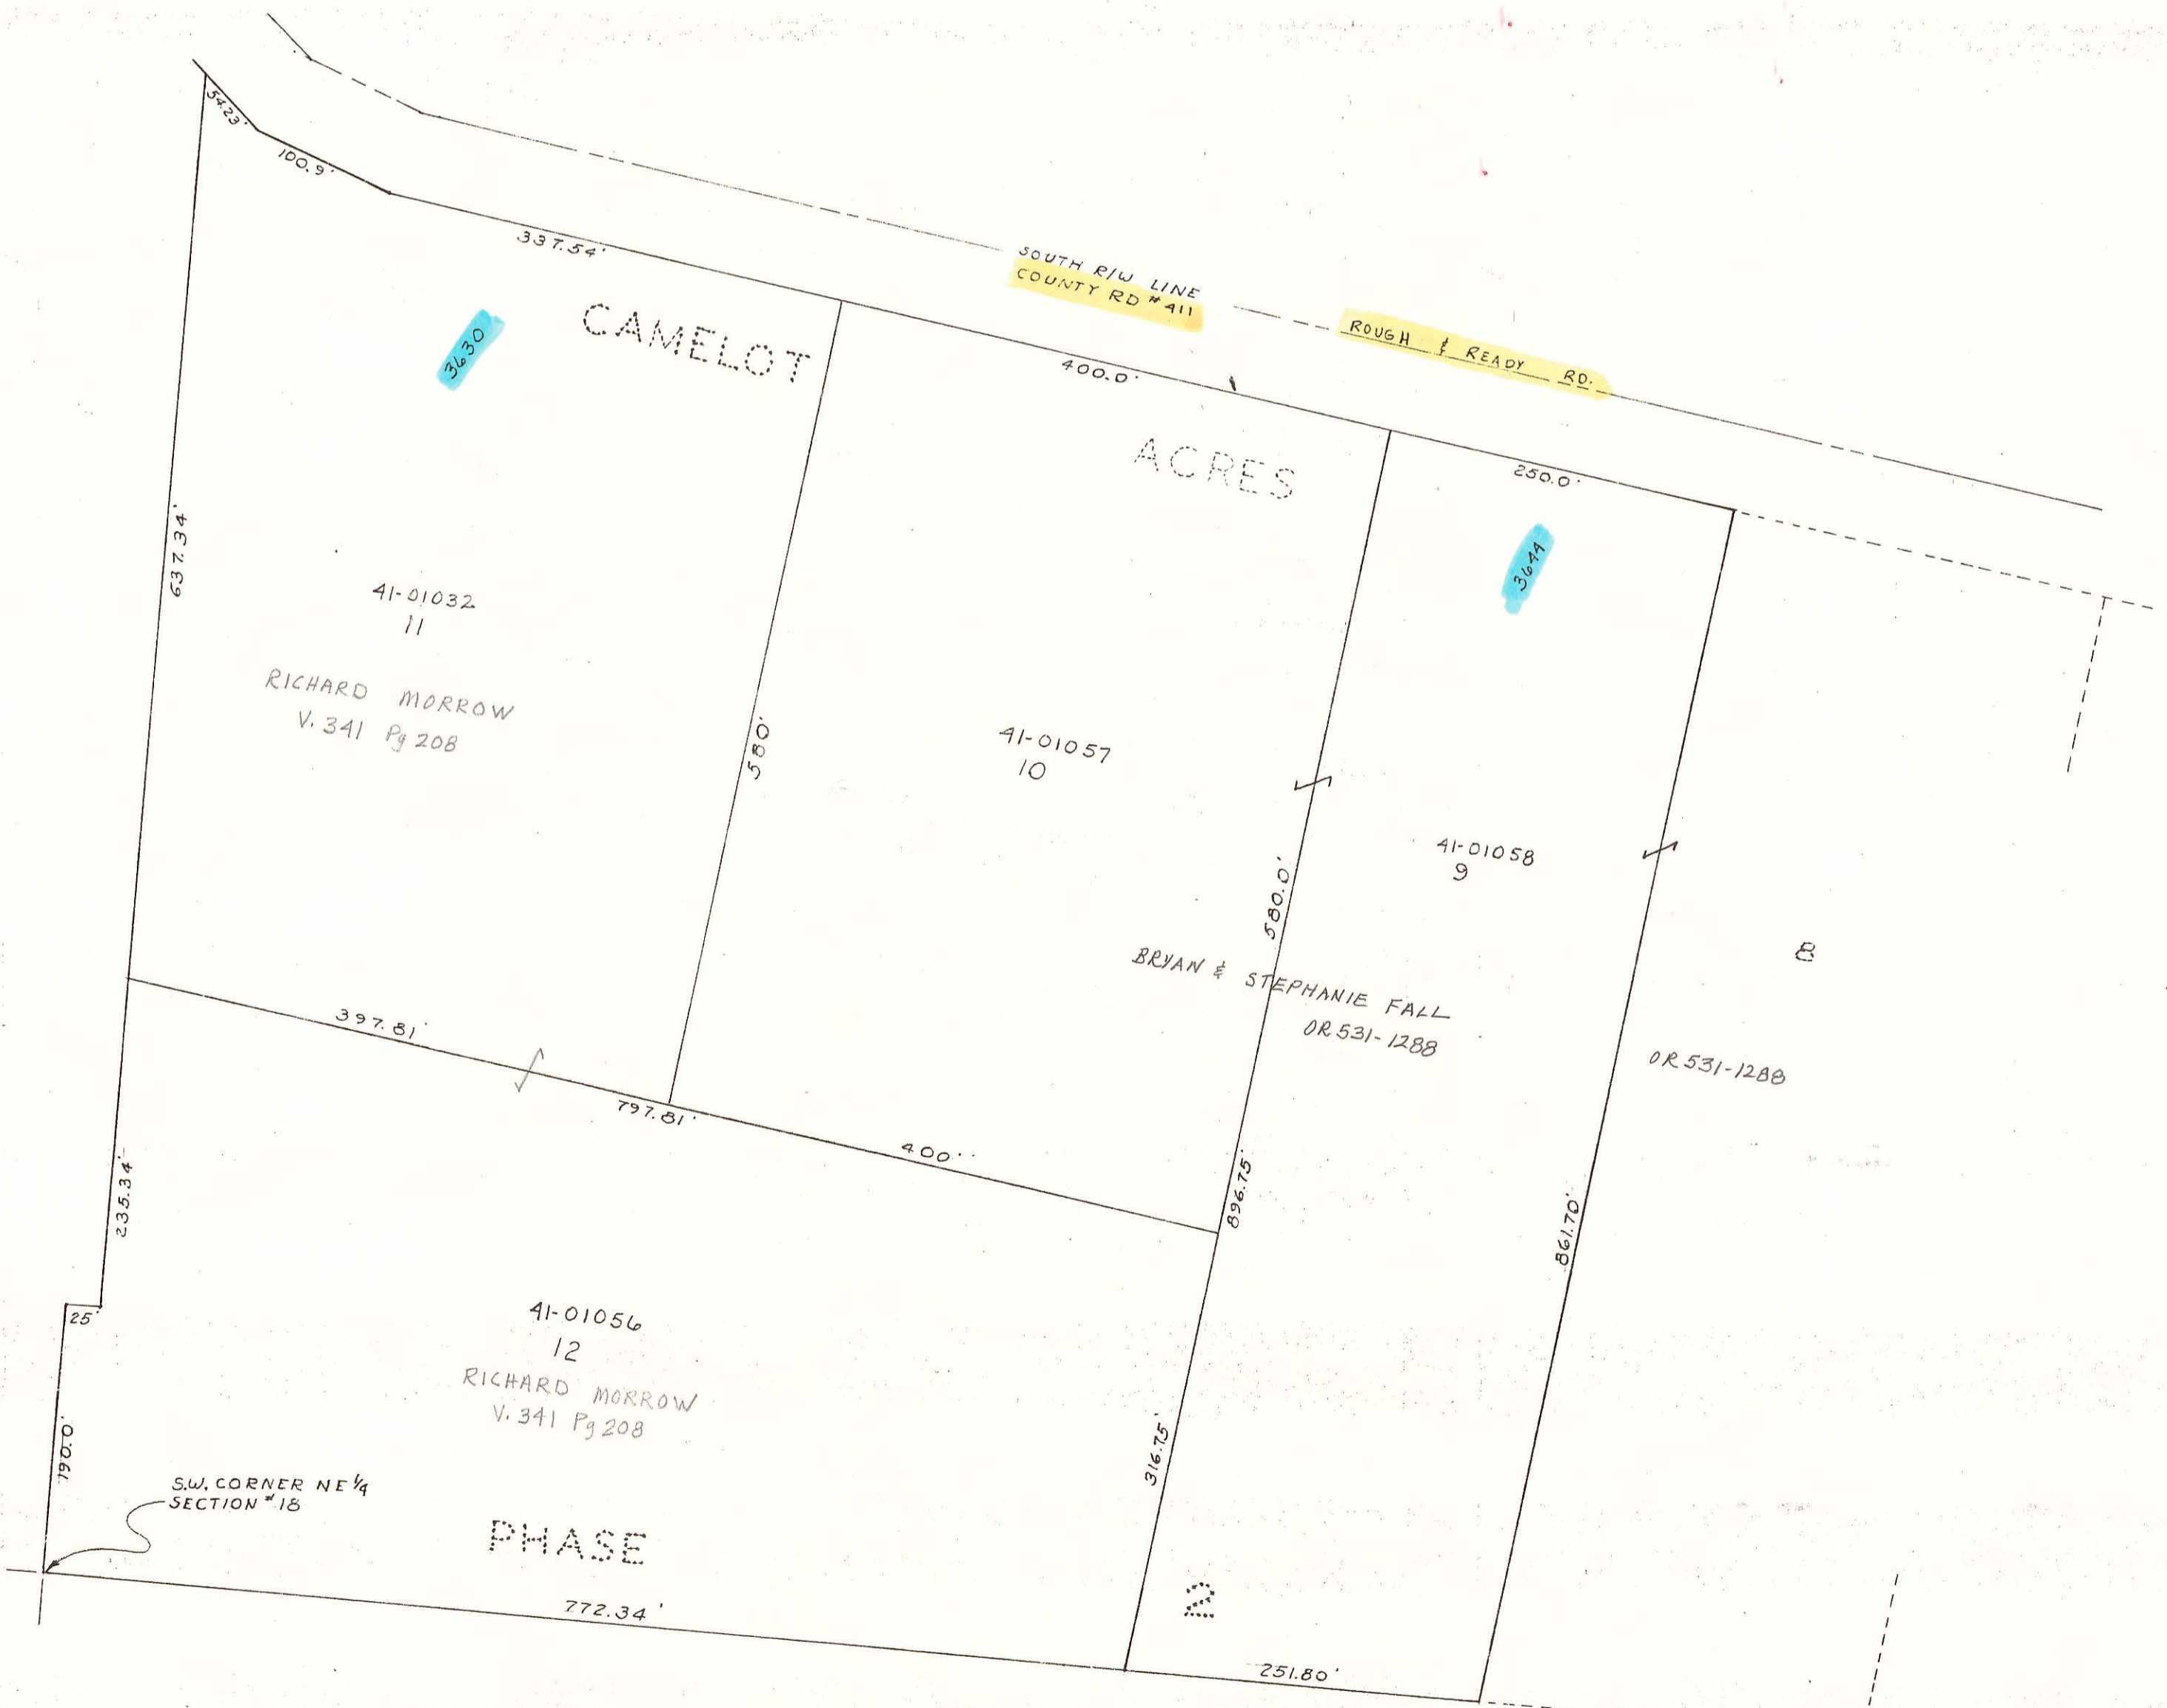 54.23'
100.9'
337.54'
SOUTH R/W LINE
COUNTY RD #411
ROUGH & READY RD.
3630
CAMELOT
400.0'
ACRES
250.0'
3644
637.34'
41-01032
11
RICHARD MORROW
V. 341 Pg 208
580'
41-01057
10
580.0'
41-01058
9
8
BRYAN & STEPHANIE FALL
OR 531-1288
OR 531-1288
397.81'
797.81'
400'
235.34'
896.75'
861.70'
25'
41-01056
12
RICHARD MORROW
V. 341 Pg 208
190.0'
316.75'
S.W. CORNER NE 1/4
SECTION #18
PHASE
2
772.34'
251.80'